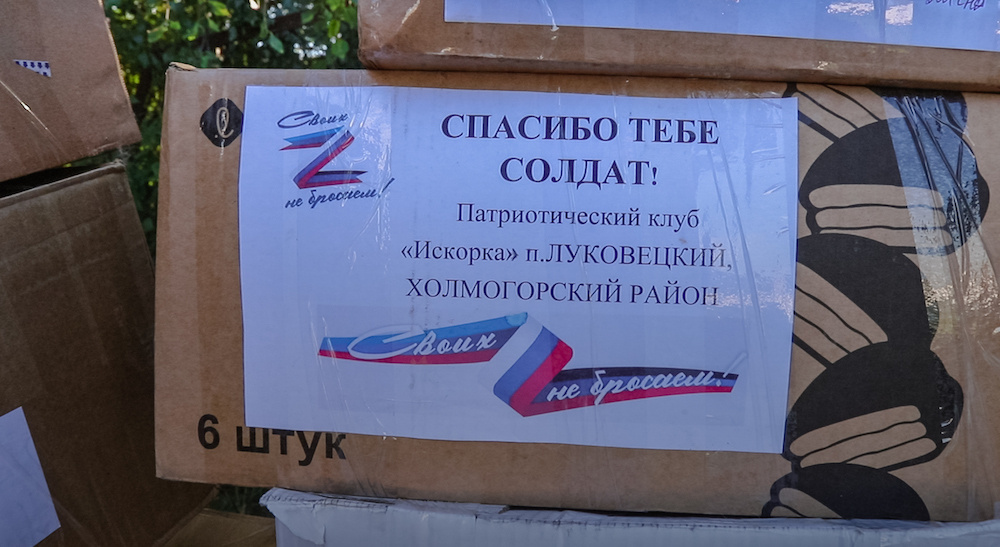 Своих
не бросаем!
СПАСИБО ТЕБЕ
СОЛДАТ!
Патриотический клуб
«Искорка» п.ЛУКОВЕЦКИЙ,
ХОЛМОГОРСКИЙ РАЙОН
Своих
не бросаем!
6 штук